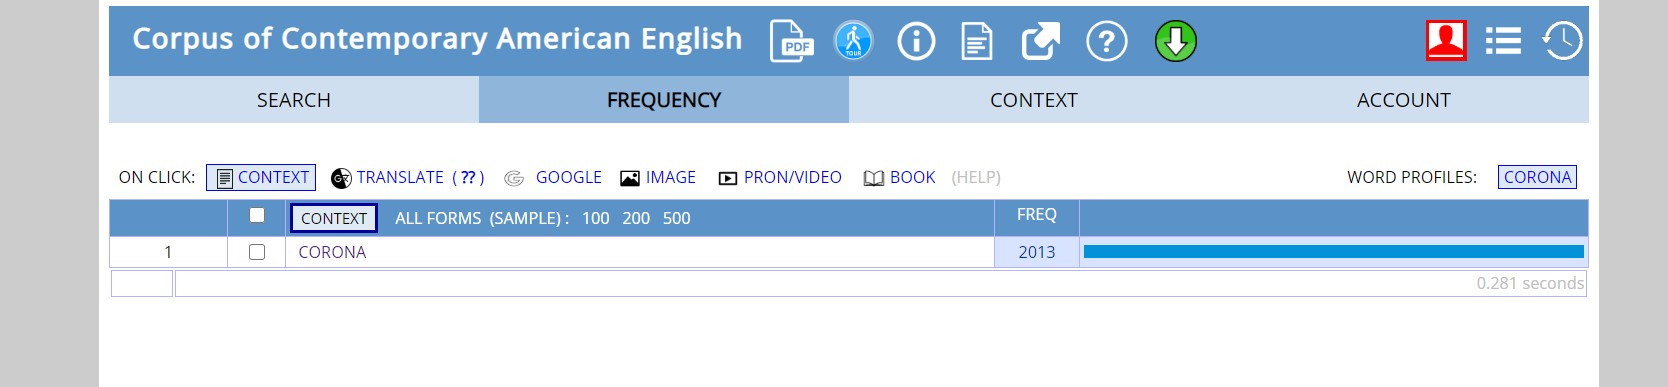 Corpus of Contemporary American English PDF TOUR
SEARCH FREQUENCY CONTEXT ACCOUNT
ON CLICK: CONTEXT TRANSLATE ( ?? ) GOOGLE IMAGE PRON/VIDEO BOOK (HELP) WORD PROFILES: CORONA
CONTEXT ALL FORMS (SAMPLE) : 100 200 500 FREQ
1 CORONA 2013
0.281 seconds